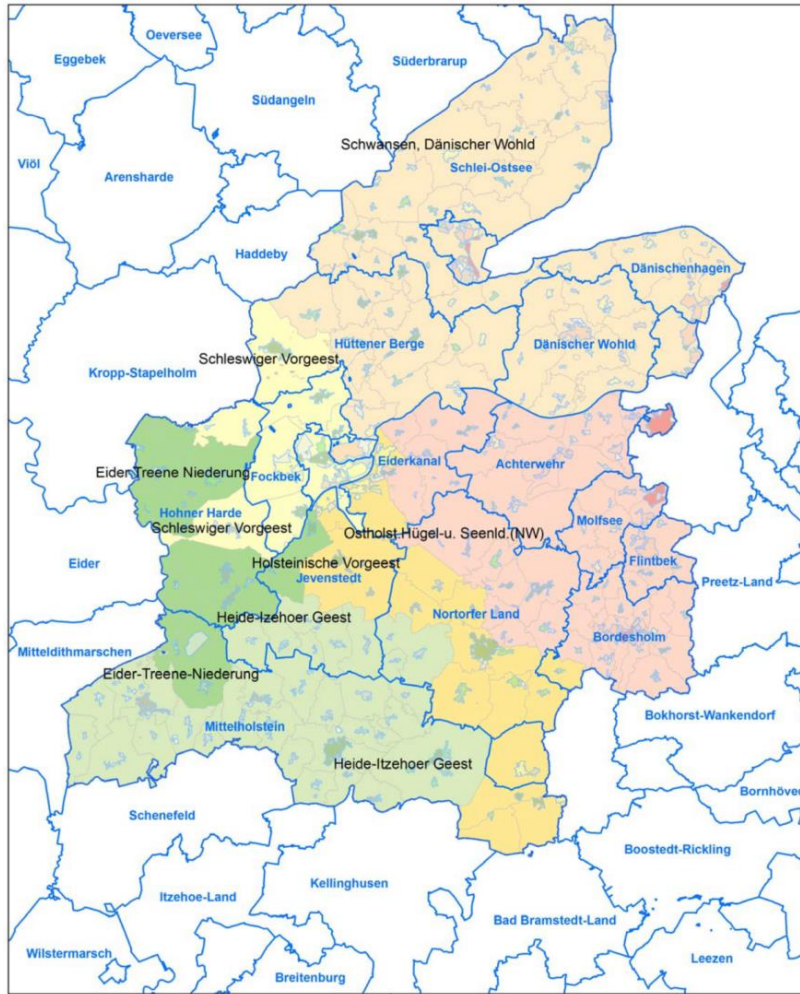 Oeversee
Eggebek
Süderbrarup
Südangeln
Schwansen, Dänischer Wohld
Viöl
Schlei-Ostsee
Arensharde
Haddeby
Dänischenhagen
Hüttener Berge
Dänischer Wohld
Schleswiger Vorgeest
Kropp-Stapelholm
Eiderkanal
Achterwehr
Eider-Treene Niederung
Fockbek
Hohner Harde
Molfsee
Schleswiger Vorgeest
Ostholst.Hügel-u. Seenld.(NW)
Eider
Holsteinische Vorgeest
Flintbek
Jevenstedt
Preetz-Land
Heide-Izehoer Geest
Nortorfer Land
Bordesholm
Mitteldithmarschen
Eider-Treene-Niederung
Bokhorst-Wankendorf
Mittelholstein
Heide-Itzehoer Geest
Bornhöve
Schenefeld
Boostedt-Rickling
Kellinghusen
Itzehoe-Land
Bad Bramstedt-Land
Wilstermarsch
Leezen
Breitenburg